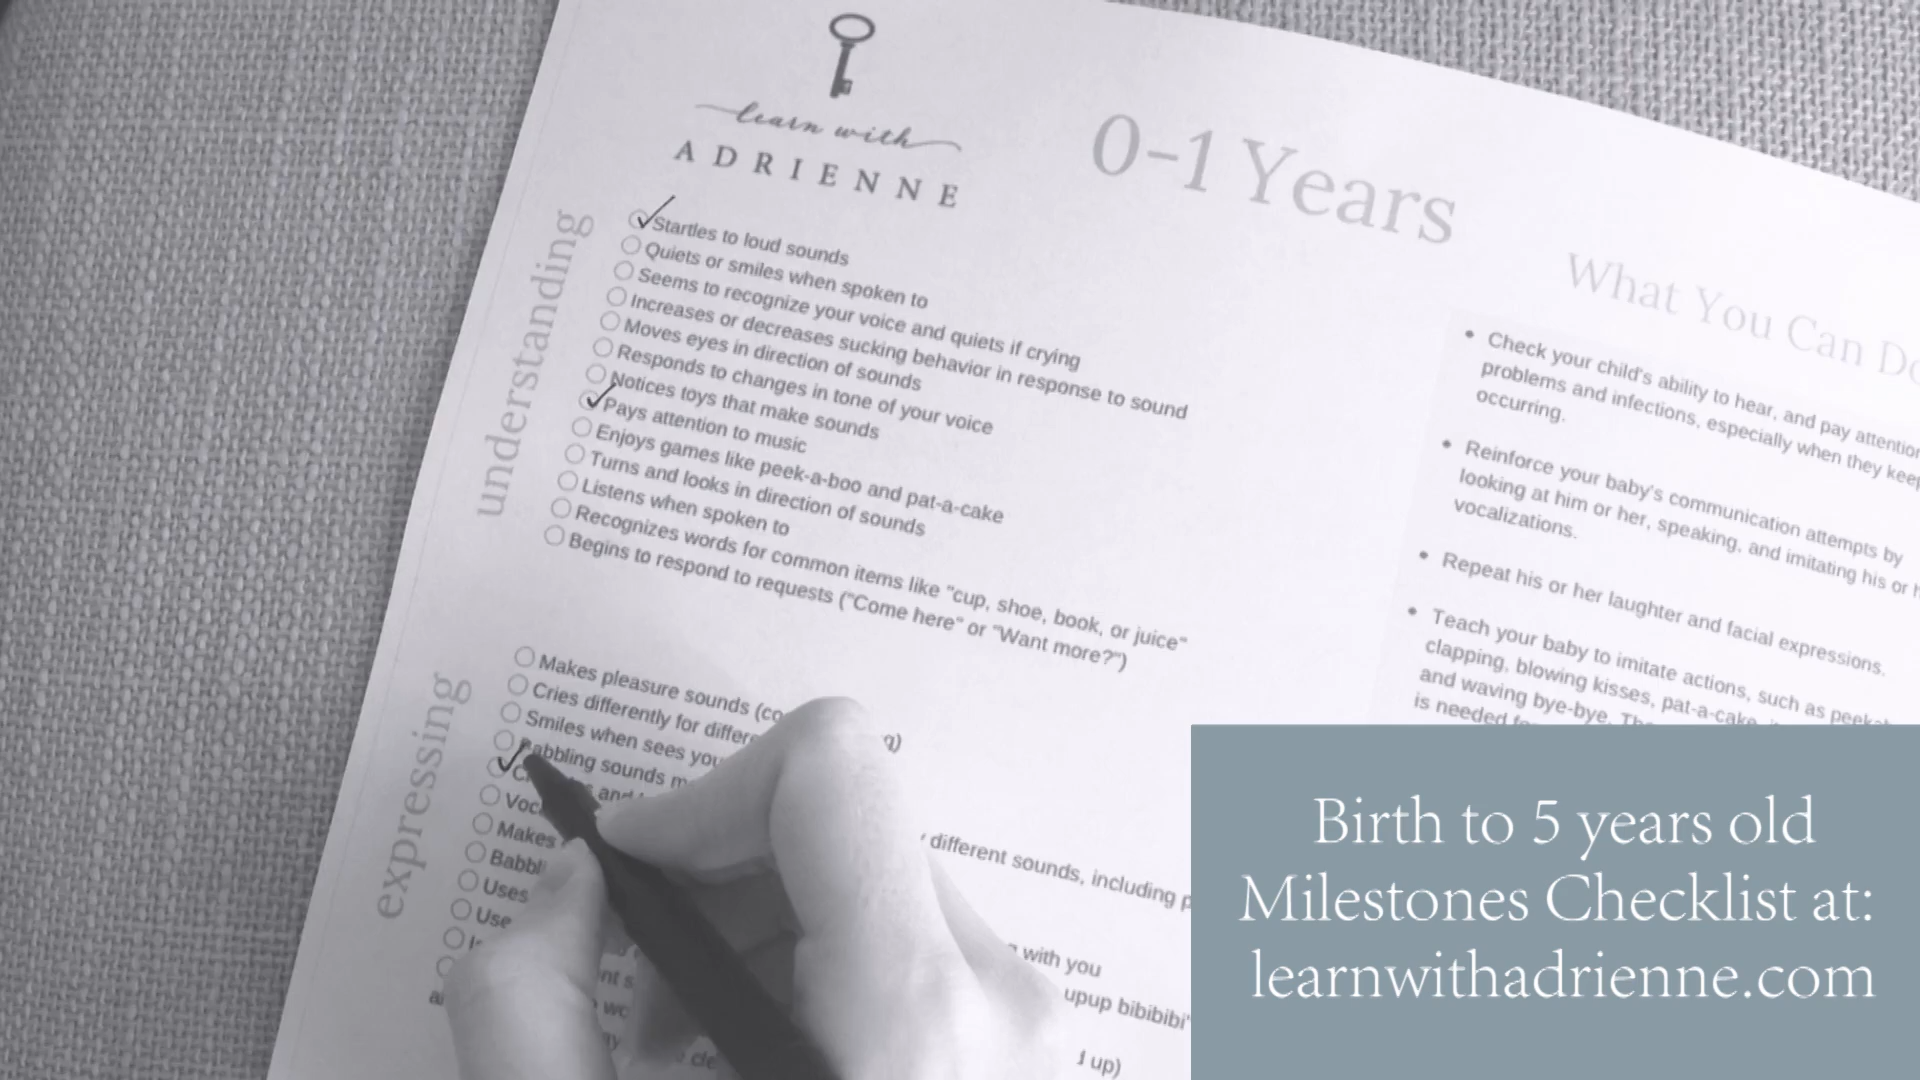 learn with
ADRIENNE
0-1 Years
understanding
Startles to loud sounds
Quiets or smiles when spoken to
Seems to recognize your voice and quiets if crying
Increases or decreases sucking behavior in response to sound
Moves eyes in direction of sounds
Responds to changes in tone of your voice
Notices toys that make sounds
Pays attention to music
Enjoys games like peek-a-boo and pat-a-cake
Turns and looks in direction of sounds
Listens when spoken to
Recognizes words for common items like "cup, shoe, book, or juice"
Begins to respond to requests ("Come here" or "Want more?")
expressing
Makes pleasure sounds
Cries differently for
Smiles when sees you
Babbling sounds
and
Makes
Uses
Use
different sounds, including
with you
upup bibibibi"
up)
What You Can Do
• Check your child's ability to hear, and pay attention
problems and infections, especially when they keep
occurring.
• Reinforce your baby's communication attempts by
looking at him or her, speaking, and imitating his or
vocalizations.
• Repeat his or her laughter and facial expressions.
• Teach your baby to imitate actions, such as
clapping, blowing kisses, pat-a-cake,
and waving bye-bye.
is needed
Birth to 5 years old
Milestones Checklist at:
learnwithadrienne.com